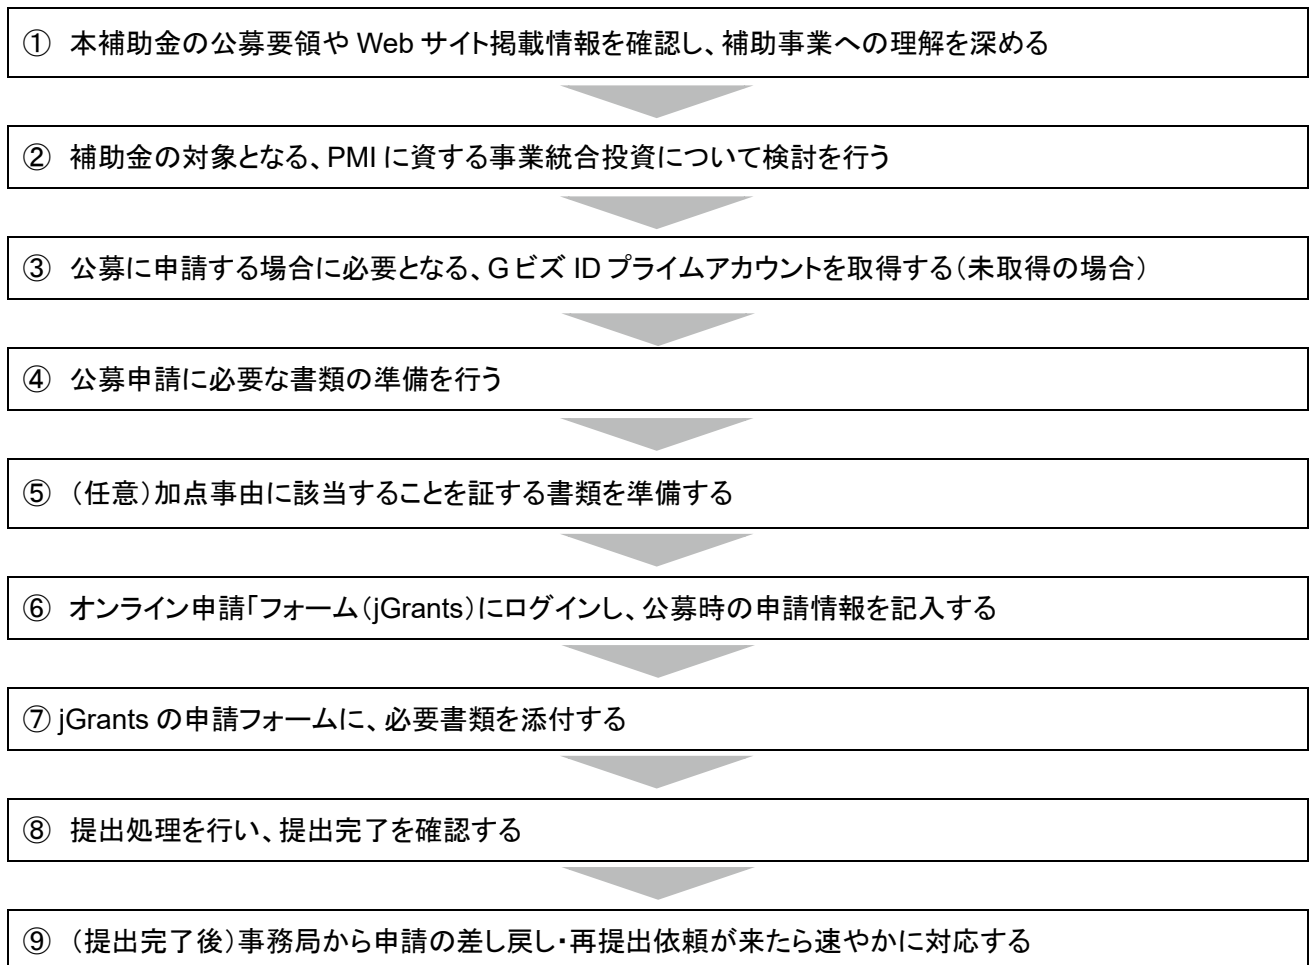 ① 本補助金の公募要領や Web サイト掲載情報を確認し、補助事業への理解を深める
② 補助金の対象となる、PMI に資する事業統合投資について検討を行う
③ 公募に申請する場合に必要となる、G ビズ ID プライムアカウントを取得する（未取得の場合）
④ 公募申請に必要な書類の準備を行う
⑤ （任意）加点事由に該当することを証する書類を準備する
⑥ オンライン申請「フォーム（jGrants）にログインし、公募時の申請情報を記入する
⑦ jGrants の申請フォームに、必要書類を添付する
⑧ 提出処理を行い、提出完了を確認する
⑨ （提出完了後）事務局から申請の差し戻し・再提出依頼が来たら速やかに対応する